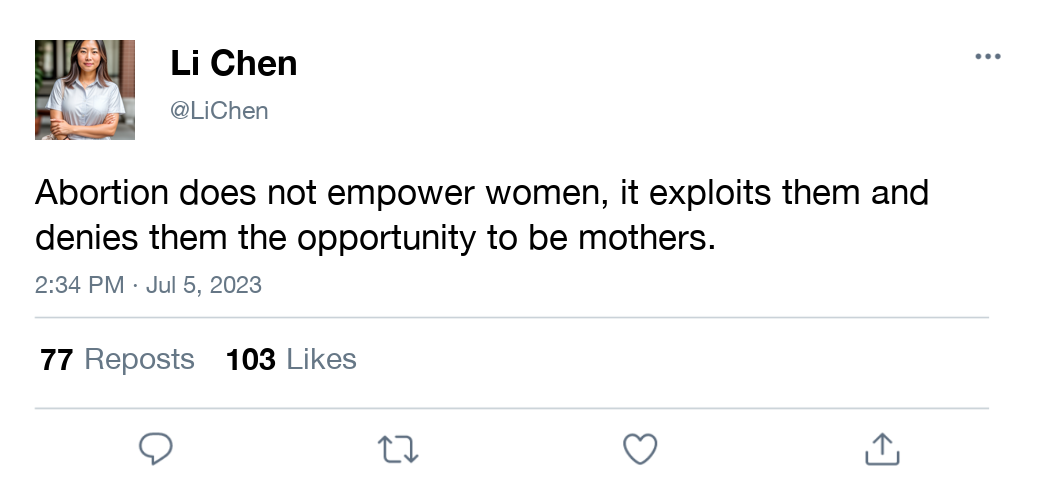 Li Chen
@LiChen
Abortion does not empower women, it exploits them and
denies them the opportunity to be mothers.
2:34 PM · Jul 5, 2023
77 Reposts 103 Likes